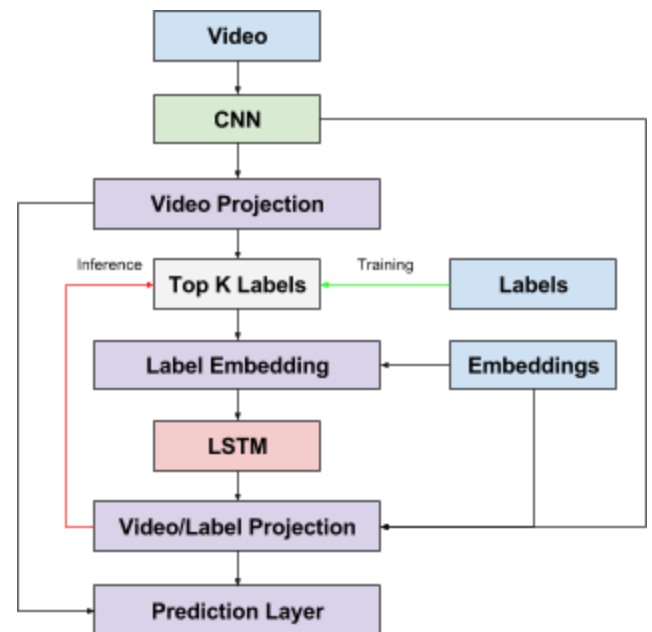 Video
CNN
Video Projection
Inference
Training
Top K Labels
Labels
Label Embedding
Embeddings
LSTM
Video/Label Projection
Prediction Layer